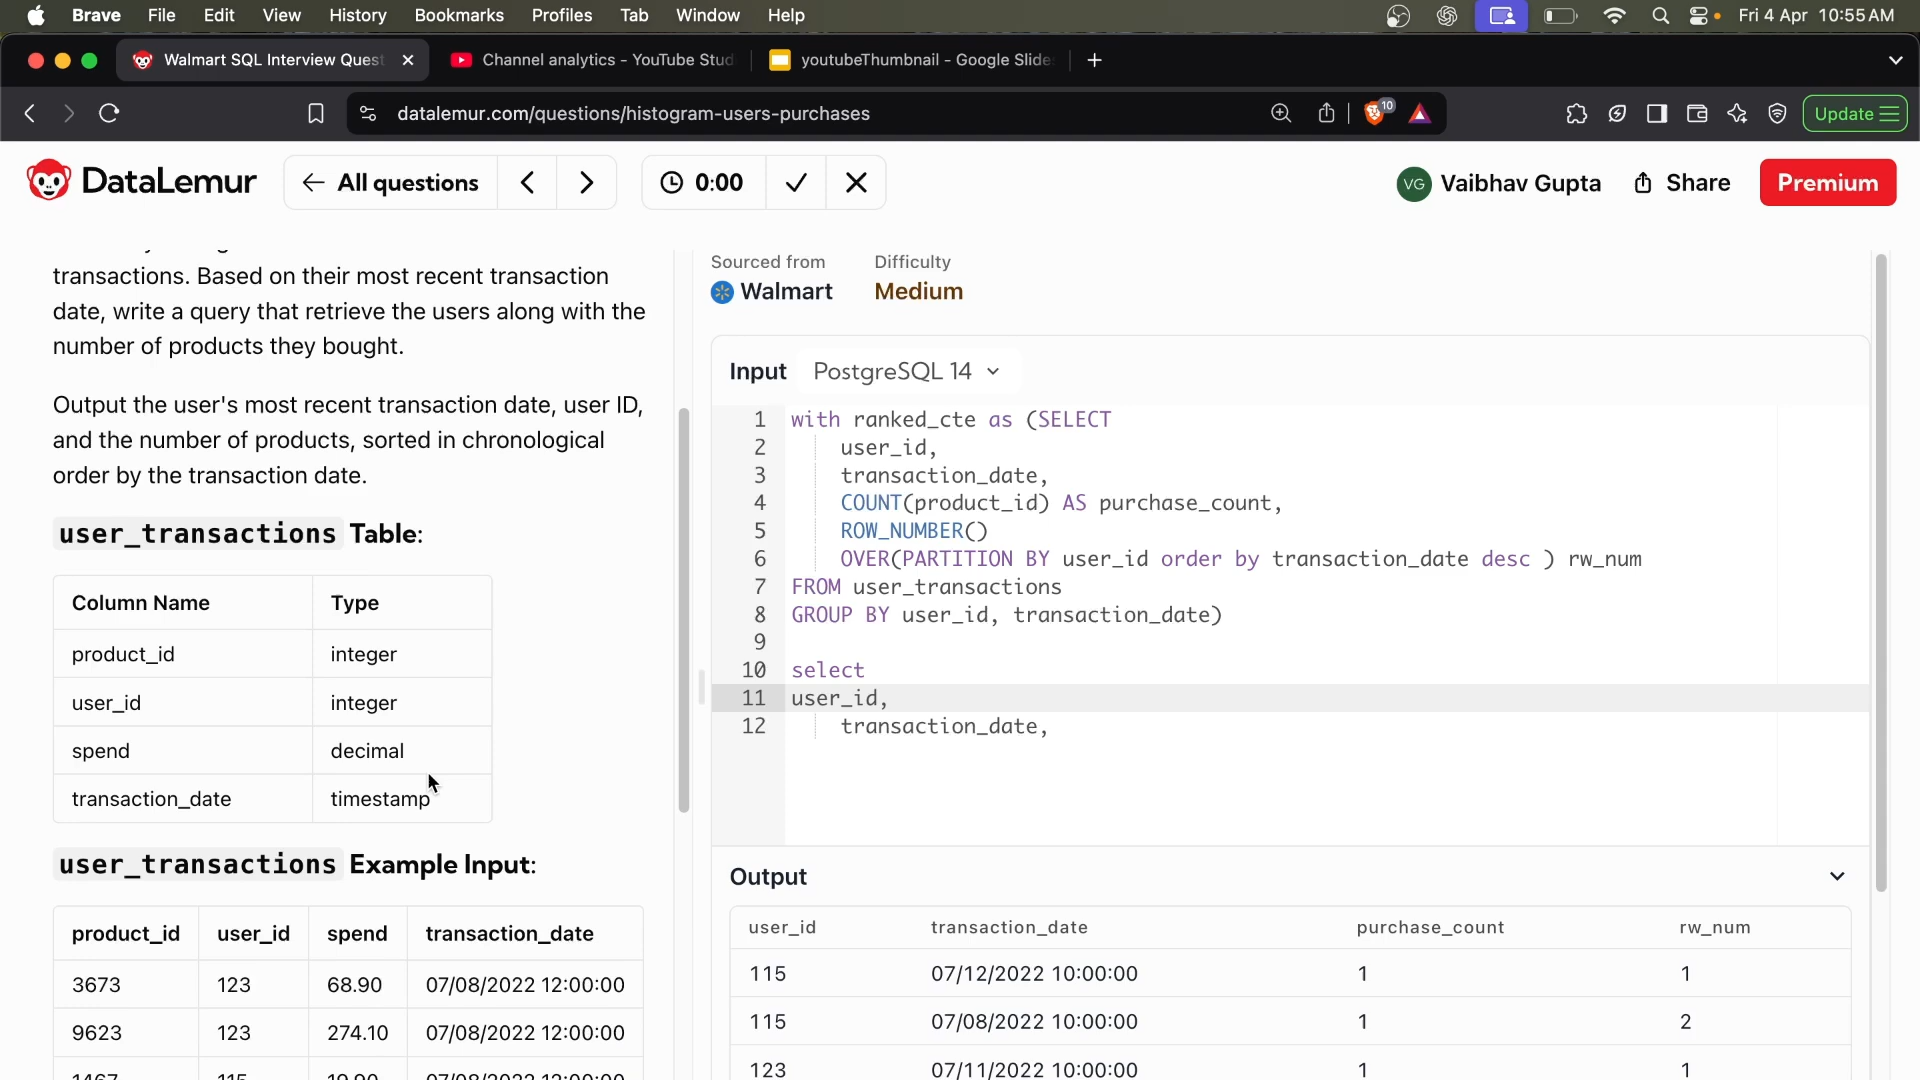 Brave File Edit View History Bookmarks Profiles Tab Window Help Fri 4 Apr 10:55 AM
Walmart SQL Interview Quest
Channel analytics - YouTube Stud
youtubeThumbnail - Google Slide
datalemur.com/questions/histogram-users-purchases
10
Update
DataLemur
All questions
0:00
VG Vaibhav Gupta
Share
Premium
transactions. Based on their most recent transaction
date, write a query that retrieve the users along with the
number of products they bought.
Output the user's most recent transaction date, user ID,
and the number of products, sorted in chronological
order by the transaction date.
user_transactions Table:
Column Name Type
product_id integer
user_id integer
spend decimal
transaction_date timestamp
user_transactions Example Input:
product_id user_id spend transaction_date
3673 123 68.90 07/08/2022 12:00:00
9623 123 274.10 07/08/2022 12:00:00
Sourced from Difficulty
Walmart Medium
Input PostgreSQL 14
1 with ranked_cte as (SELECT
2 user_id,
3 transaction_date,
4 COUNT(product_id) AS purchase_count,
5 ROW_NUMBER()
6 OVER(PARTITION BY user_id order by transaction_date desc ) rw_num
7 FROM user_transactions
8 GROUP BY user_id, transaction_date)
9
10 select
11 user_id,
12 transaction_date,
Output
user_id transaction_date purchase_count rw_num
115 07/12/2022 10:00:00 1 1
115 07/08/2022 10:00:00 1 2
123 07/11/2022 10:00:00 1 1